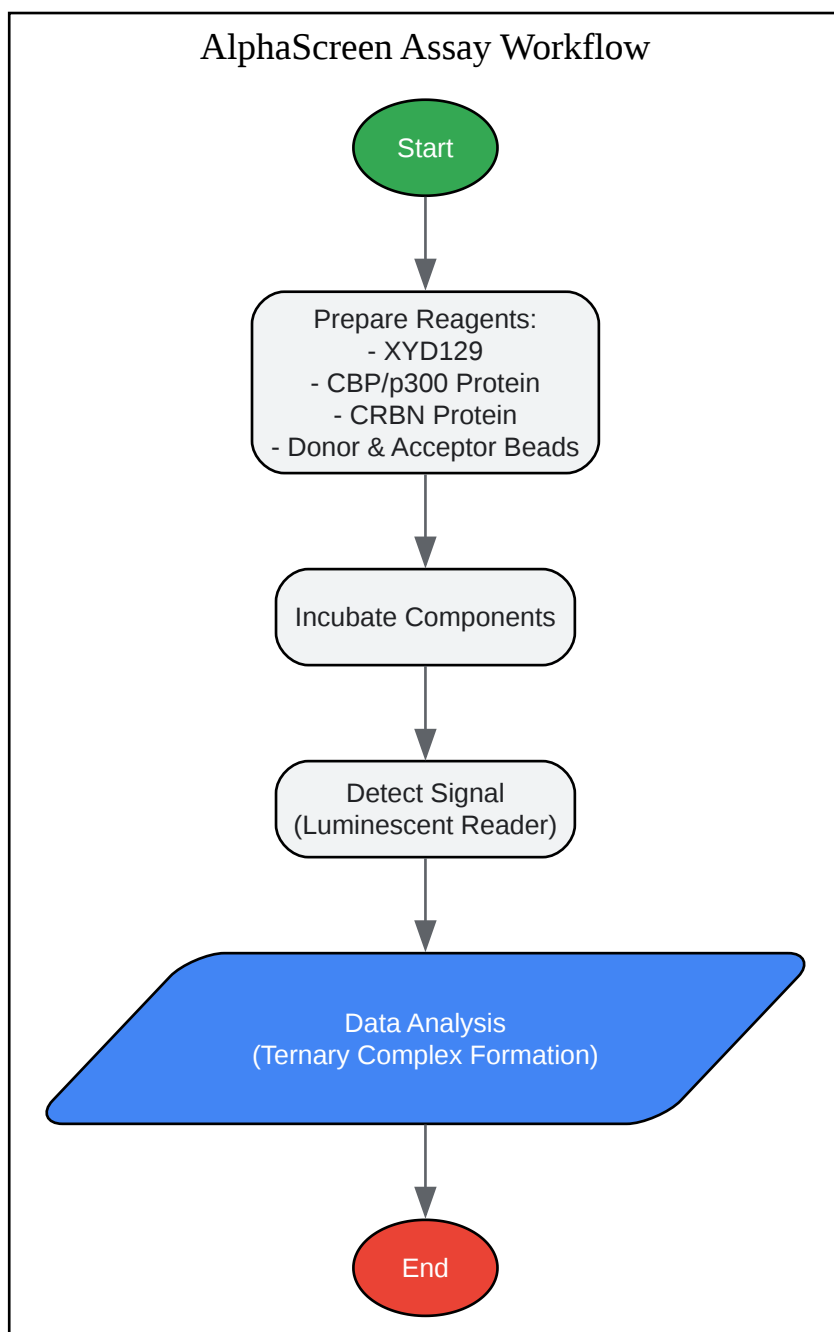 AlphaScreen Assay Workflow
Start
Prepare Reagents:
- XYD129
- CBP/p300 Protein
- CRBN Protein
- Donor & Acceptor Beads
Incubate Components
Detect Signal
(Luminescent Reader)
Data Analysis
(Ternary Complex Formation)
End